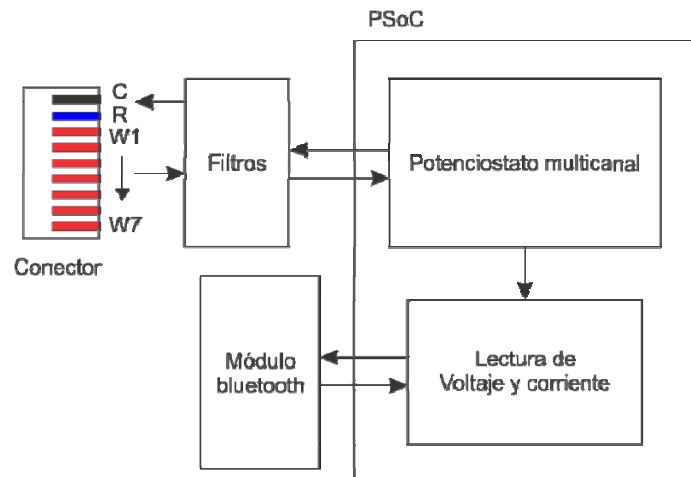 PSoC
C
R
W1
W7
Conector
Filtros
Potenciostato multicanal
Módulo
bluetooth
Lectura de
Voltaje y corriente